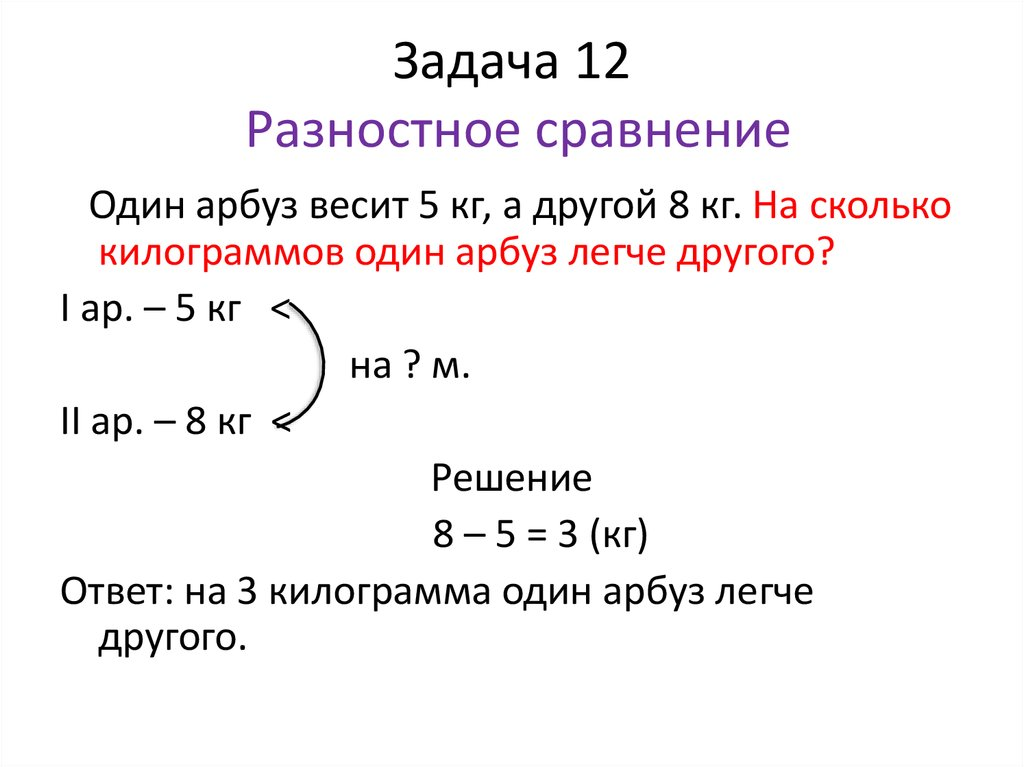 Задача 12
Разностное сравнение
Один арбуз весит 5 кг, а другой 8 кг. На сколько
килограммов один арбуз легче другого?
I ар. – 5 кг <
на ? м.
II ар. – 8 кг <
Решение
8 – 5 = 3 (кг)
Ответ: на 3 килограмма один арбуз легче
другого.